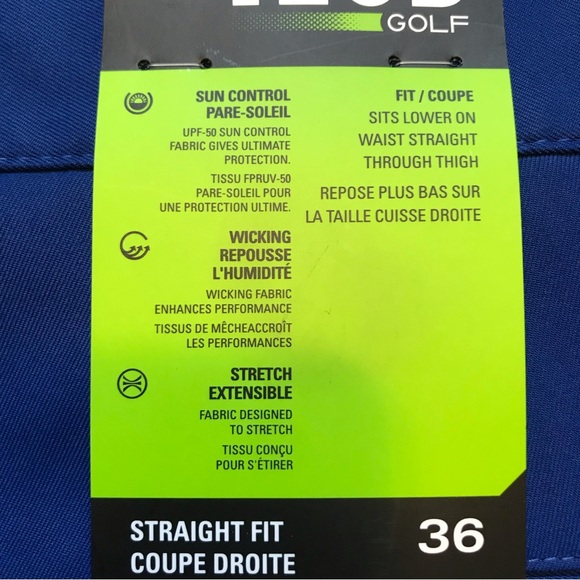 GOLF
SUN CONTROL
PARE-SOLEIL
UPF-50 SUN CONTROL
FABRIC GIVES ULTIMATE
PROTECTION.
TISSU FPRUV-50
PARE-SOLEIL POUR
UNE PROTECTION ULTIME.
WICKING
REPOUSSE
L'HUMIDITÉ
WICKING FABRIC
ENHANCES PERFORMANCE
TISSUS DE MÊCHEACCROÎT
LES PERFORMANCES
STRETCH
EXTENSIBLE
FABRIC DESIGNED
TO STRETCH
TISSU CONÇU
POUR S'ÉTIRER
FIT / COUPE
SITS LOWER ON
WAIST STRAIGHT
THROUGH THIGH
REPOSE PLUS BAS SUR
LA TAILLE CUISSE DROITE
STRAIGHT FIT
COUPE DROITE
36